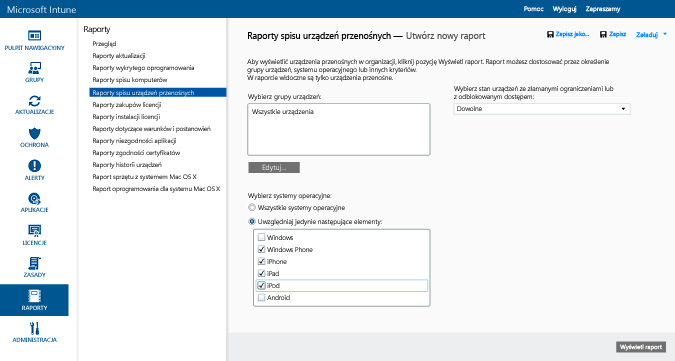 Microsoft Intune
Pomoc Wyloguj Zapraszamy
PULPIT NAWIGACYJNY
GRUPY
AKTUALIZACJE
OCHRONA
ALERTY
APLIKACJE
LICENCJE
ZASADY
RAPORTY
ADMINISTRACJA
Raporty
Przegląd
Raporty aktualizacji
Raporty wykrytego oprogramowania
Raporty spisu komputerów
Raporty spisu urządzeń przenośnych
Raporty zakupów licencji
Raporty instalacji licencji
Raporty dotyczące warunków i postanowień
Raporty niezgodności aplikacji
Raporty zgodności certyfikatów
Raporty historii urządzeń
Raport sprzętu z systemem Mac OS X
Raport oprogramowania dla systemu Mac OS X
Raporty spisu urządzeń przenośnych — Utwórz nowy raport
Zapisz jako... Zapisz Załaduj
Aby wyświetlić urządzenia przenośnych w organizacji, kliknij pozycję Wyświetl raport. Raport możesz dostosować przez określenie
grupy urządzeń, systemu operacyjnego lub innych kryteriów.
W raporcie widoczne są tylko urządzenia przenośne.
Wybierz grupy urządzeń:
Wszystkie urządzenia
Edytuj...
Wybierz stan urządzeń ze złamanymi ograniczeniami lub
z odblokowanym dostępem:
Dowolne
Wybierz systemy operacyjne:
Wszystkie systemy operacyjne
Uwzględniaj jedynie następujące elementy:
Windows
Windows Phone
iPhone
iPad
iPod
Android
Wyświetl raport